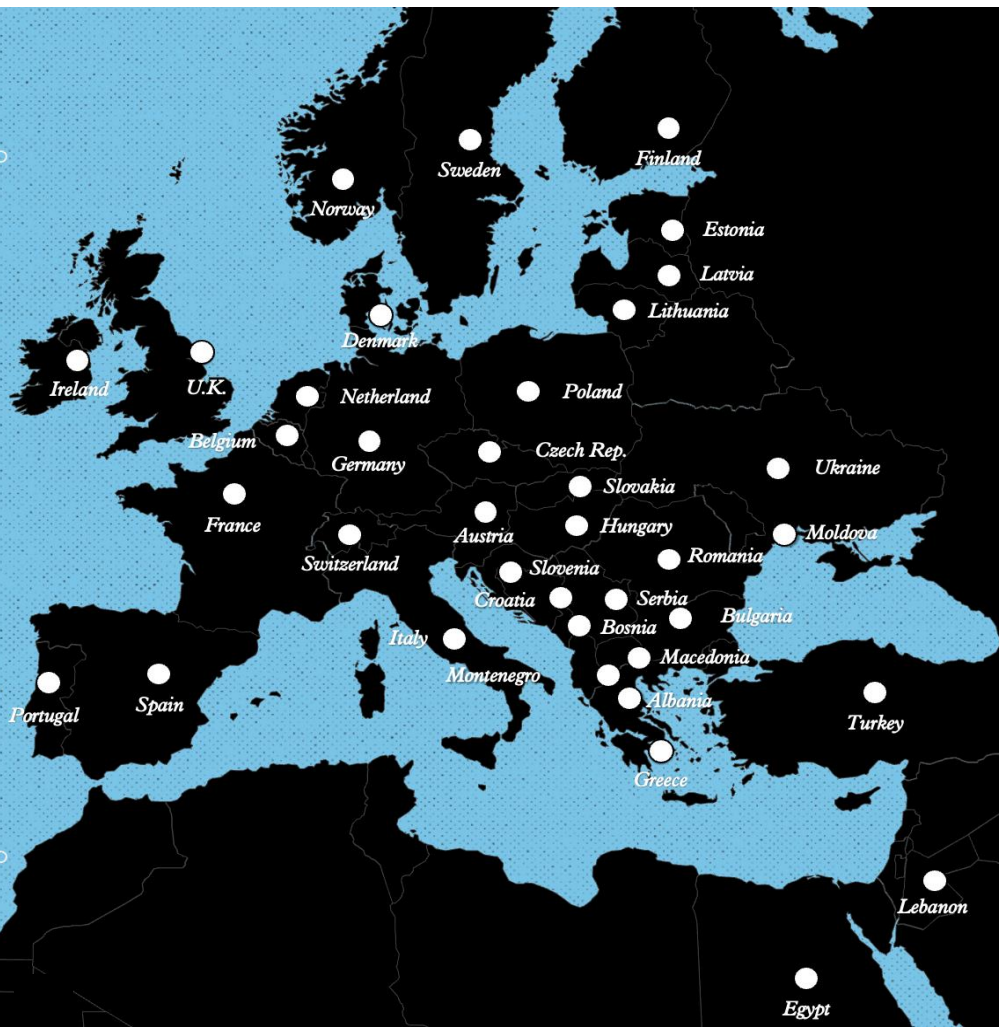 Sweden
Finland
Norway
Estonia
Latvia
Lithuania
Denmark
Ireland
U.K.
Netherland
Poland
Belgium
Germany
Czech Rep.
Ukraine
Slovakia
France
Austria
Hungary
Moldova
Switzerland
Slovenia
Romania
Croatia
Serbia
Bulgaria
Italy
Bosnia
Montenegro
Macedonia
Portugal
Spain
Albania
Turkey
Greece
Lebanon
Egypt